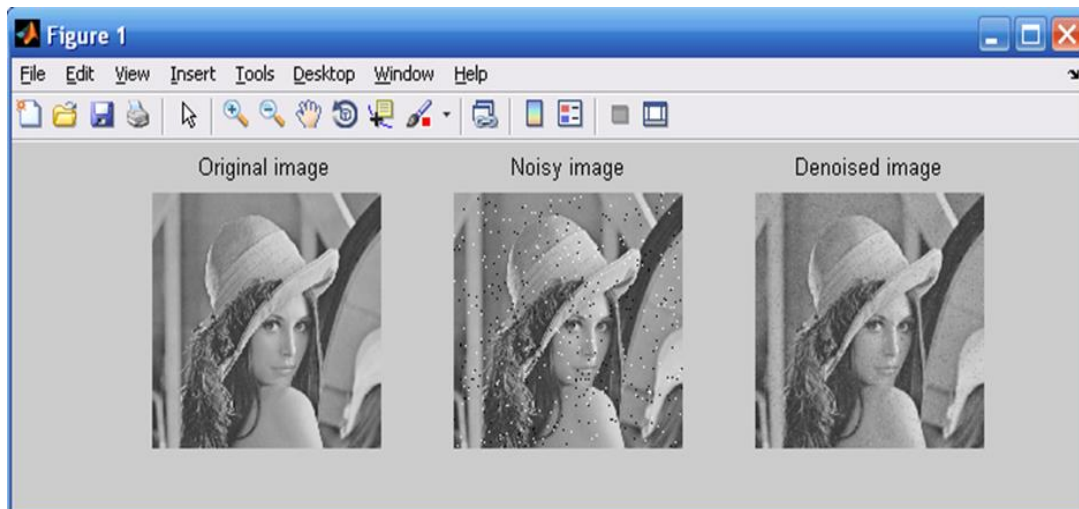 Figure 1
File Edit View Insert Tools Desktop Window Help
Original image
Noisy image
Denoised image